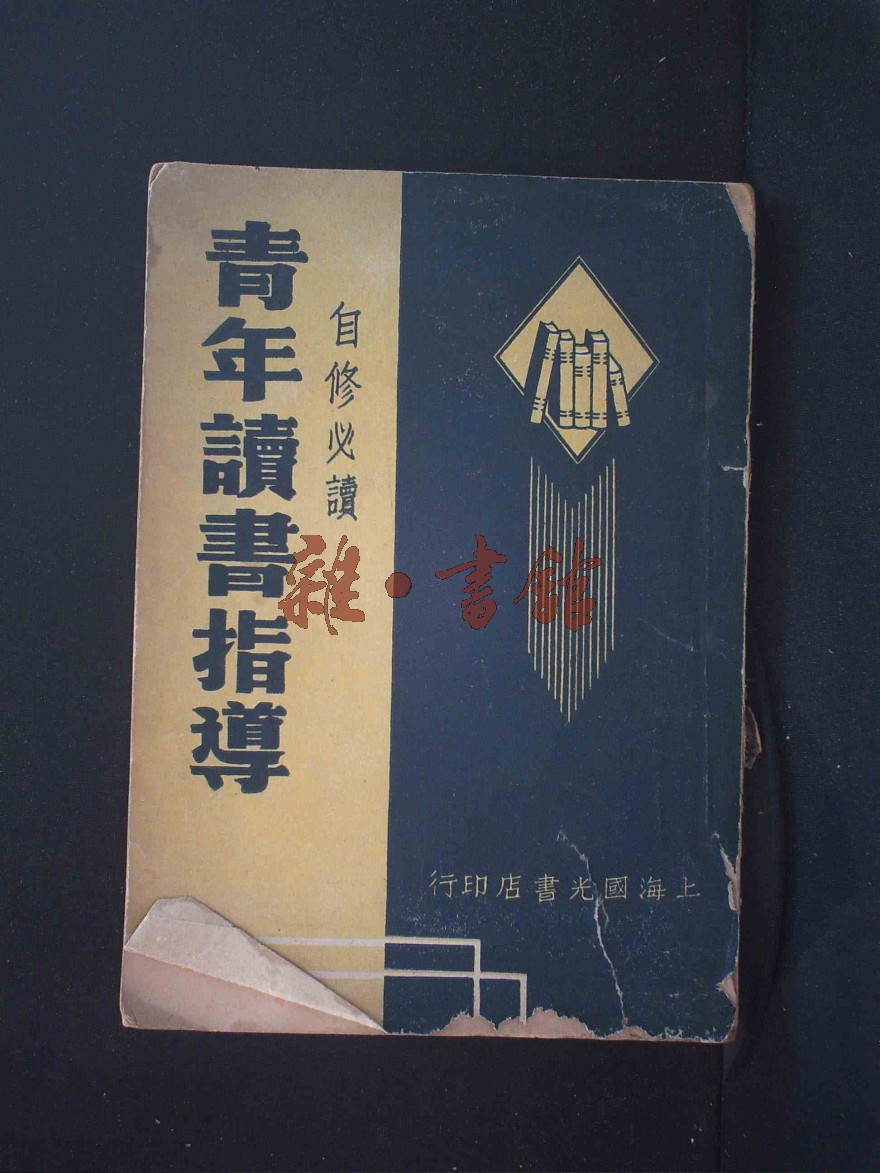 青年讀書指導
自修必讀
雜·書館
上海國光書店印行